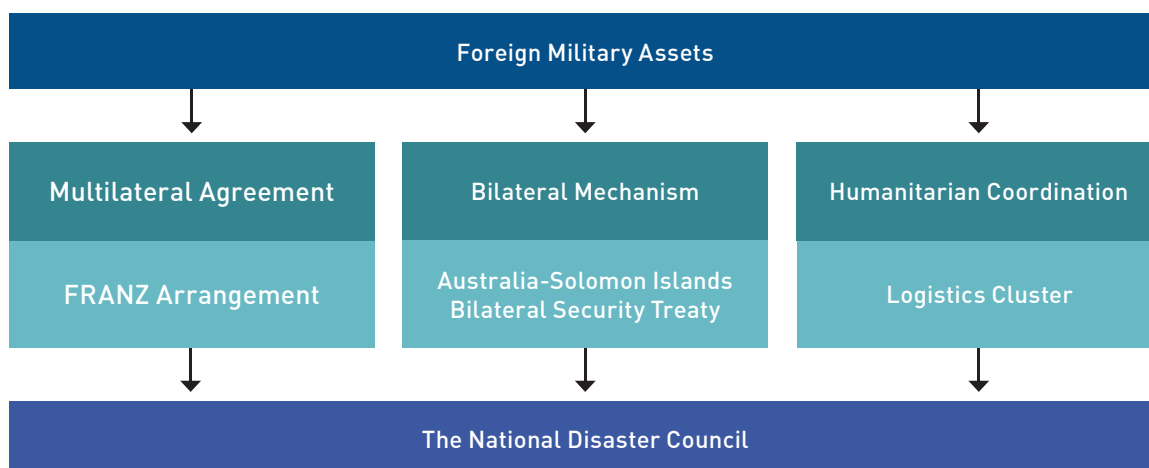 Foreign Military Assets
Multilateral Agreement
FRANZ Arrangement
Bilateral Mechanism
Australia-Solomon Islands
Bilateral Security Treaty
Humanitarian Coordination
Logistics Cluster
The National Disaster Council